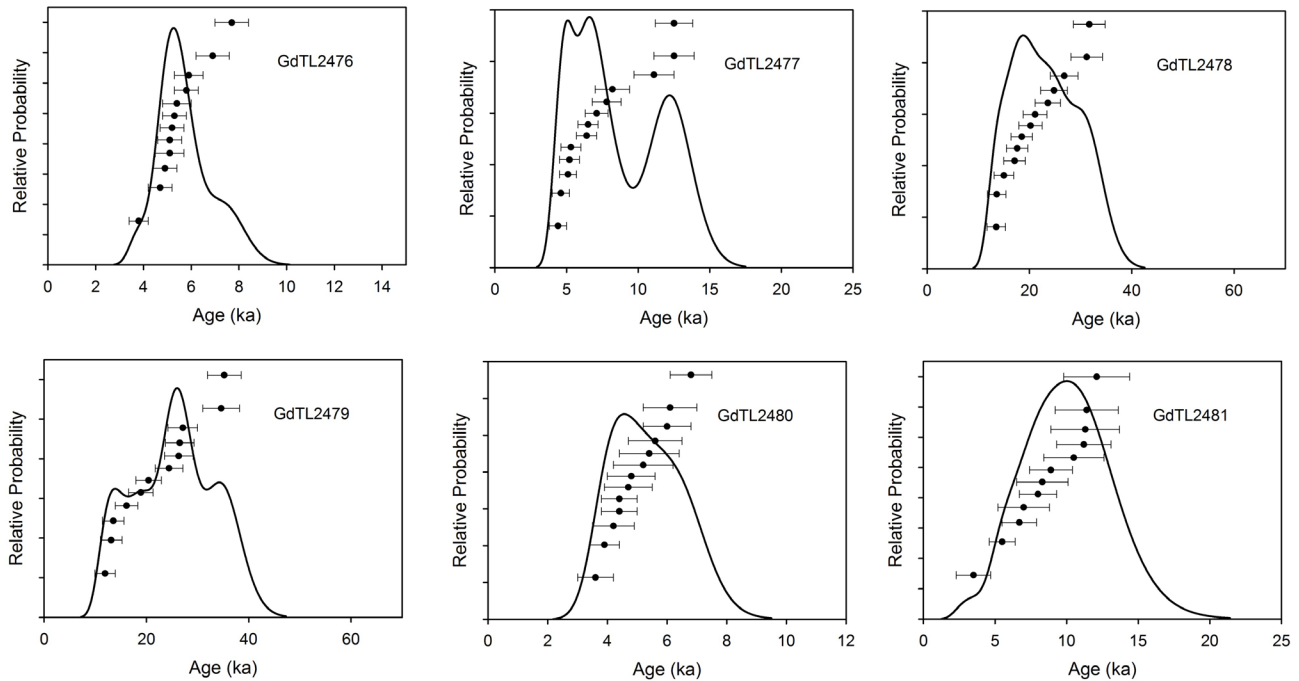 Relative Probability
GdTL2476
0 2 4 6 8 10 12 14
Age (ka)
Relative Probability
GdTL2477
0 5 10 15 20 25
Age (ka)
Relative Probability
GdTL2478
0 20 40 60
Age (ka)
Relative Probability
GdTL2479
0 20 40 60
Age (ka)
Relative Probability
GdTL2480
0 2 4 6 8 10 12
Age (ka)
Relative Probability
GdTL2481
0 5 10 15 20 25
Age (ka)